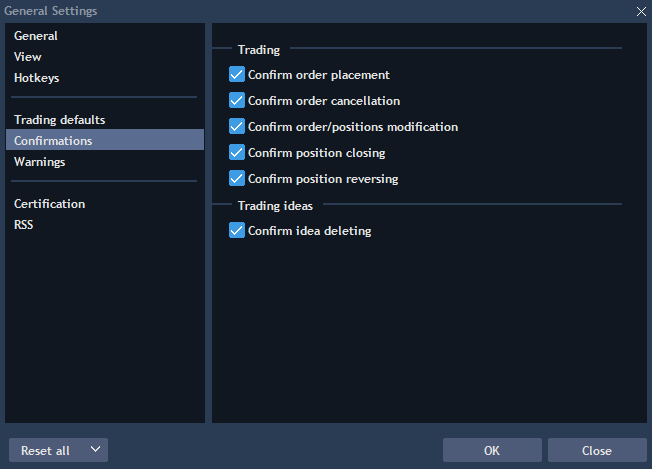 General Settings
General
View
Hotkeys
Trading defaults
Confirmations
Warnings
Certification
RSS
Trading
Confirm order placement
Confirm order cancellation
Confirm order/positions modification
Confirm position closing
Confirm position reversing
Trading ideas
Confirm idea deleting
Reset all
OK
Close